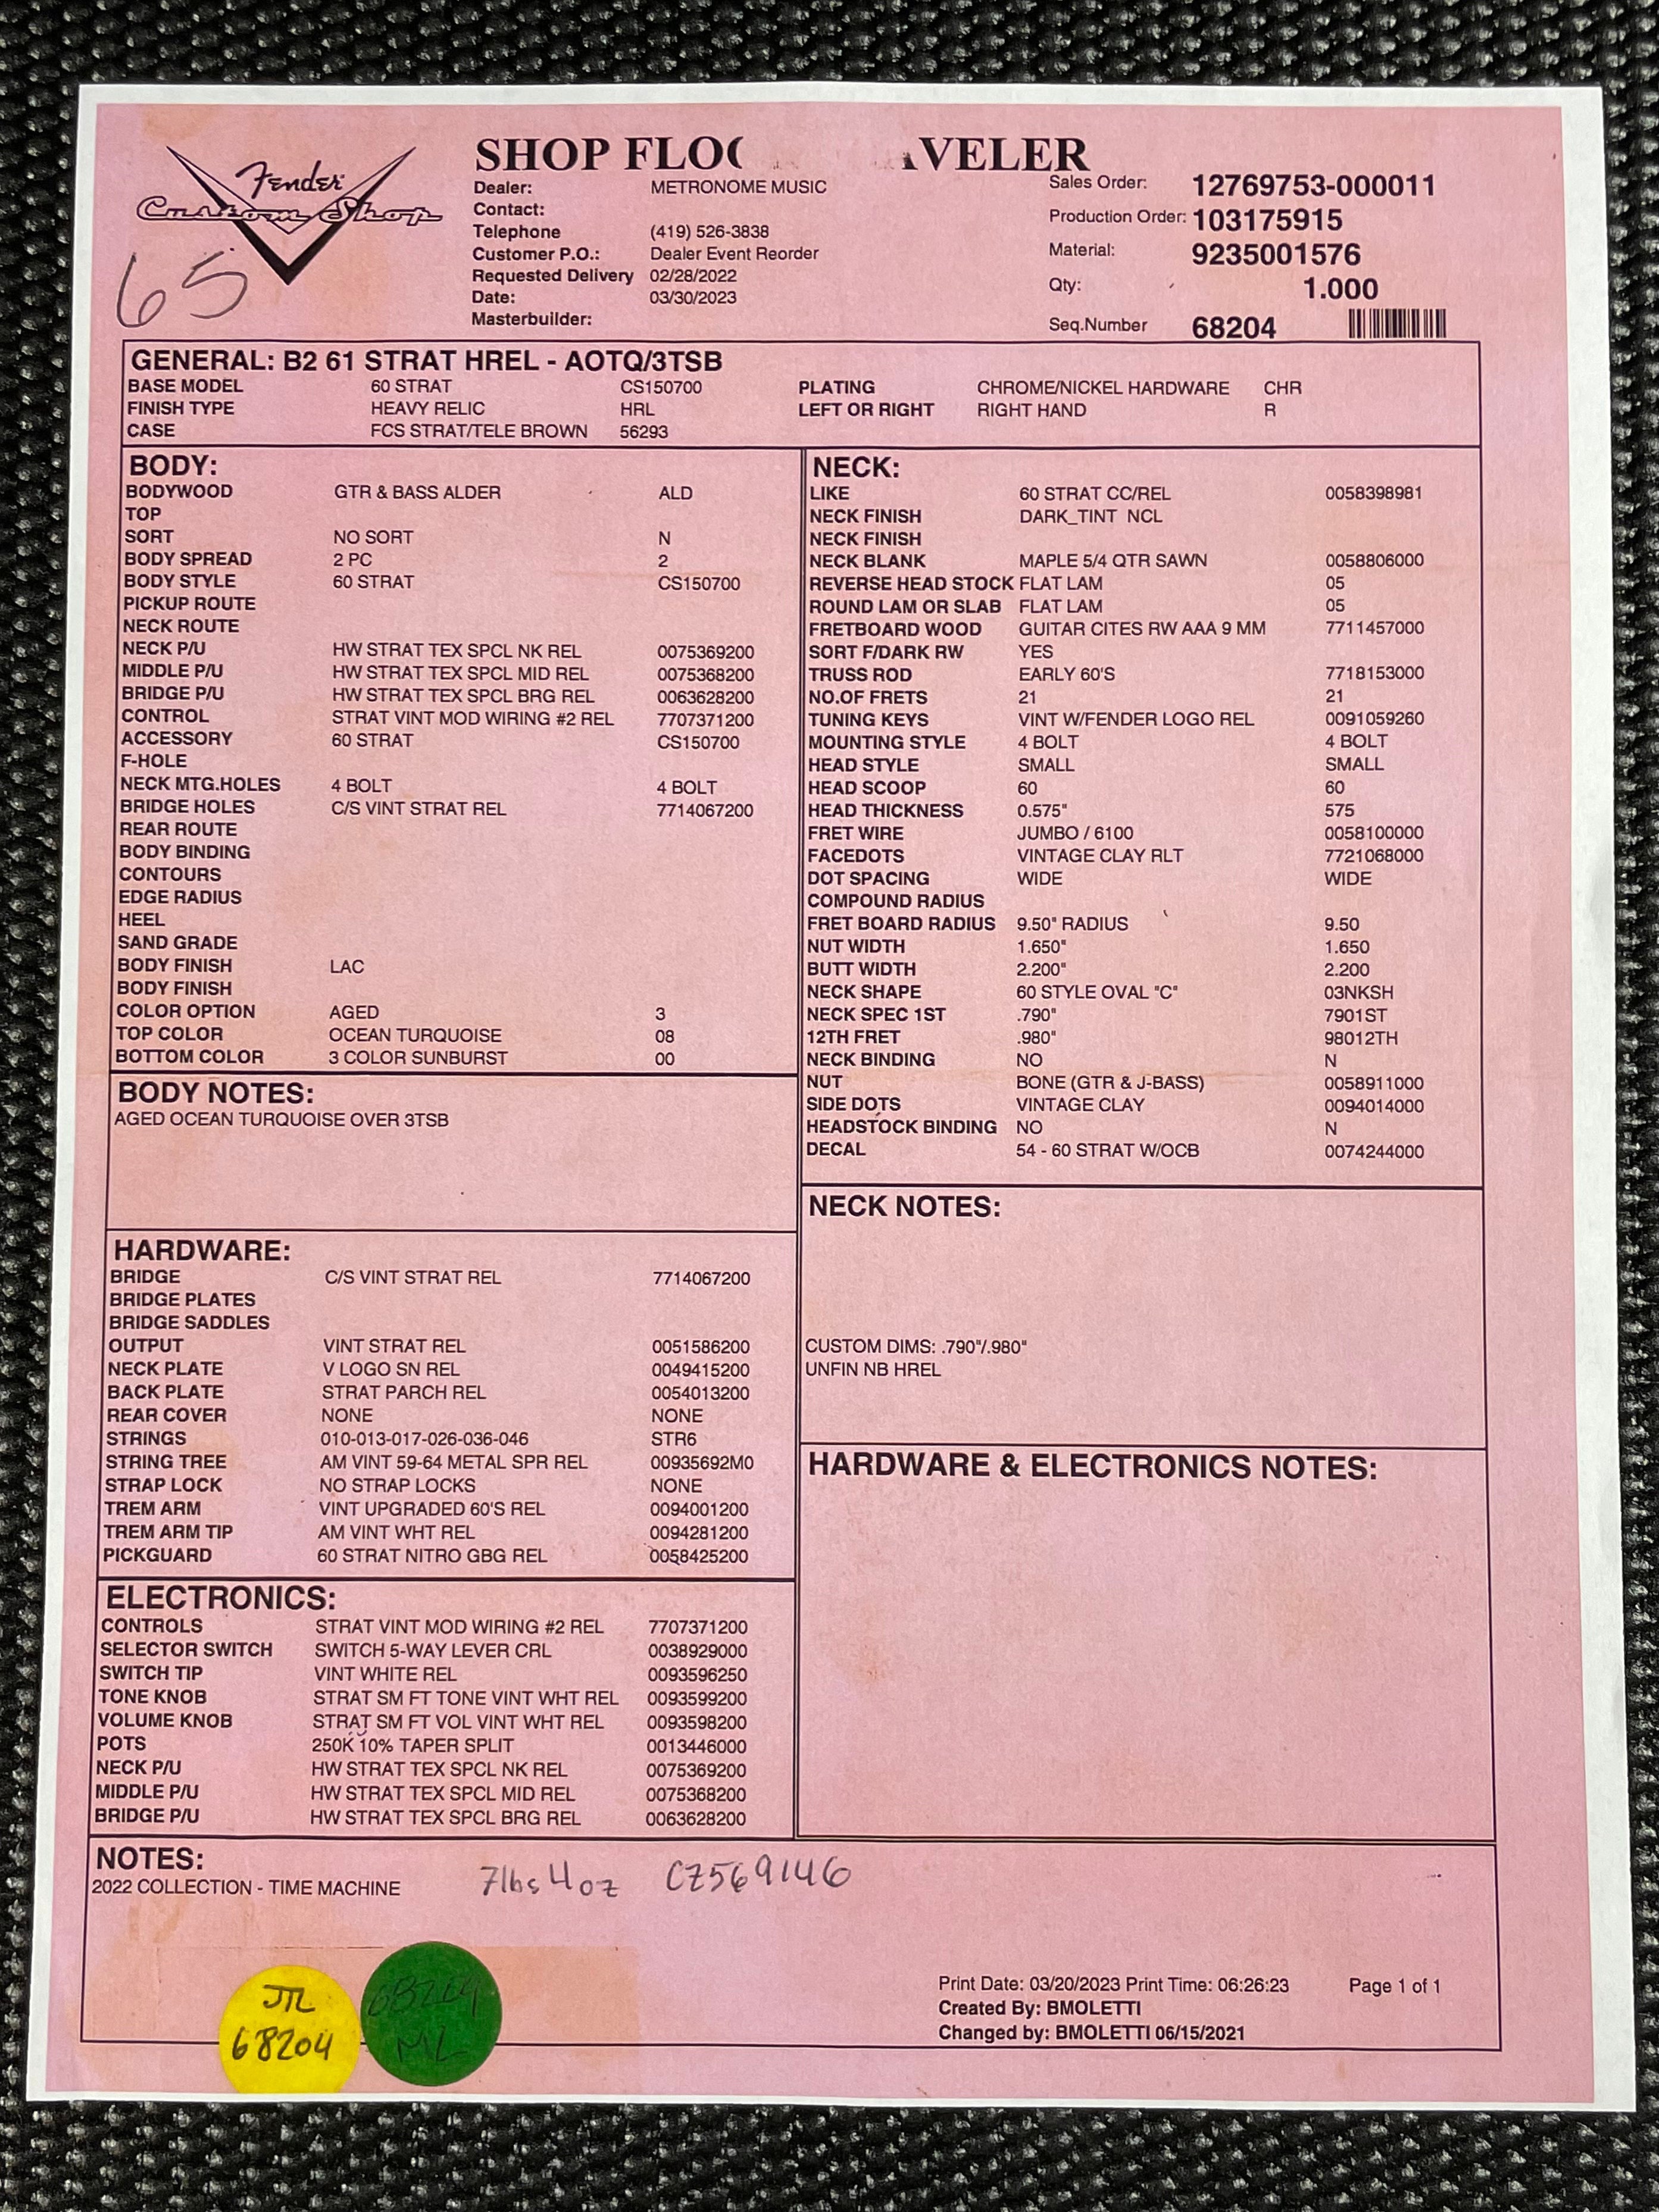 Fender
Custom Shop
65
SHOP FLOO AVELER
Dealer: METRONOME MUSIC
Contact:
Telephone (419) 526-3838
Customer P.O.: Dealer Event Reorder
Requested Delivery 02/28/2022
Date: 03/30/2023
Masterbuilder:
Sales Order: 12769753-000011
Production Order: 103175915
Material: 9235001576
Qty: 1.000
Seq.Number 68204
GENERAL: B2 61 STRAT HREL - AOTQ/3TSB
BASE MODEL 60 STRAT CS150700 PLATING CHROME/NICKEL HARDWARE CHR
FINISH TYPE HEAVY RELIC HRL LEFT OR RIGHT RIGHT HAND R
CASE FCS STRAT/TELE BROWN 56293
BODY:
BODYWOOD GTR & BASS ALDER ALD
TOP
SORT NO SORT N
BODY SPREAD 2 PC 2
BODY STYLE 60 STRAT CS150700
PICKUP ROUTE
NECK ROUTE
NECK P/U HW STRAT TEX SPCL NK REL 0075369200
MIDDLE P/U HW STRAT TEX SPCL MID REL 0075368200
BRIDGE P/U HW STRAT TEX SPCL BRG REL 0063628200
CONTROL STRAT VINT MOD WIRING #2 REL 7707371200
ACCESSORY 60 STRAT CS150700
F-HOLE
NECK MTG.HOLES 4 BOLT 4 BOLT
BRIDGE HOLES C/S VINT STRAT REL 7714067200
REAR ROUTE
BODY BINDING
CONTOURS
EDGE RADIUS
HEEL
SAND GRADE
BODY FINISH LAC
BODY FINISH
COLOR OPTION AGED 3
TOP COLOR OCEAN TURQUOISE 08
BOTTOM COLOR 3 COLOR SUNBURST 00
BODY NOTES:
AGED OCEAN TURQUOISE OVER 3TSB
HARDWARE:
BRIDGE C/S VINT STRAT REL 7714067200
BRIDGE PLATES
BRIDGE SADDLES
OUTPUT VINT STRAT REL 0051586200
NECK PLATE V LOGO SN REL 0049415200
BACK PLATE STRAT PARCH REL 0054013200
REAR COVER NONE NONE
STRINGS 010-013-017-026-036-046 STR6
STRING TREE AM VINT 59-64 METAL SPR REL 00935692M0
STRAP LOCK NO STRAP LOCKS NONE
TREM ARM VINT UPGRADED 60'S REL 0094001200
TREM ARM TIP AM VINT WHT REL 0094281200
PICKGUARD 60 STRAT NITRO GBG REL 0058425200
ELECTRONICS:
CONTROLS STRAT VINT MOD WIRING #2 REL 7707371200
SELECTOR SWITCH SWITCH 5-WAY LEVER CRL 0038929000
SWITCH TIP VINT WHITE REL 0093596250
TONE KNOB STRAT SM FT TONE VINT WHT REL 0093599200
VOLUME KNOB STRAT SM FT VOL VINT WHT REL 0093598200
POTS 250K 10% TAPER SPLIT 0013446000
NECK P/U HW STRAT TEX SPCL NK REL 0075369200
MIDDLE P/U HW STRAT TEX SPCL MID REL 0075368200
BRIDGE P/U HW STRAT TEX SPCL BRG REL 0063628200
NECK:
LIKE 60 STRAT CC/REL 0058398981
NECK FINISH DARK_TINT NCL
NECK FINISH
NECK BLANK MAPLE 5/4 QTR SAWN 0058806000
REVERSE HEAD STOCK FLAT LAM 05
ROUND LAM OR SLAB FLAT LAM 05
FRETBOARD WOOD GUITAR CITES RW AAA 9 MM 7711457000
SORT F/DARK RW YES
TRUSS ROD EARLY 60'S 7718153000
NO.OF FRETS 21 21
TUNING KEYS VINT W/FENDER LOGO REL 0091059260
MOUNTING STYLE 4 BOLT 4 BOLT
HEAD STYLE SMALL SMALL
HEAD SCOOP 60 60
HEAD THICKNESS 0.575" 575
FRET WIRE JUMBO / 6100 0058100000
FACEDOTS VINTAGE CLAY RLT 7721068000
DOT SPACING WIDE WIDE
COMPOUND RADIUS
FRET BOARD RADIUS 9.50" RADIUS 9.50
NUT WIDTH 1.650" 1.650
BUTT WIDTH 2.200" 2.200
NECK SHAPE 60 STYLE OVAL "C" 03NKSH
NECK SPEC 1ST .790" 7901ST
12TH FRET .980" 98012TH
NECK BINDING NO N
NUT BONE (GTR & J-BASS) 0058911000
SIDE DOTS VINTAGE CLAY 0094014000
HEADSTOCK BINDING NO N
DECAL 54 - 60 STRAT W/OCB 0074244000
NECK NOTES:
CUSTOM DIMS: .790"/.980"
UNFIN NB HREL
HARDWARE & ELECTRONICS NOTES:
NOTES:
2022 COLLECTION - TIME MACHINE
7lbs 4oz CZ569146
JTL
68204
ML
Print Date: 03/20/2023 Print Time: 06:26:23 Page 1 of 1
Created By: BMOLETTI
Changed by: BMOLETTI 06/15/2021